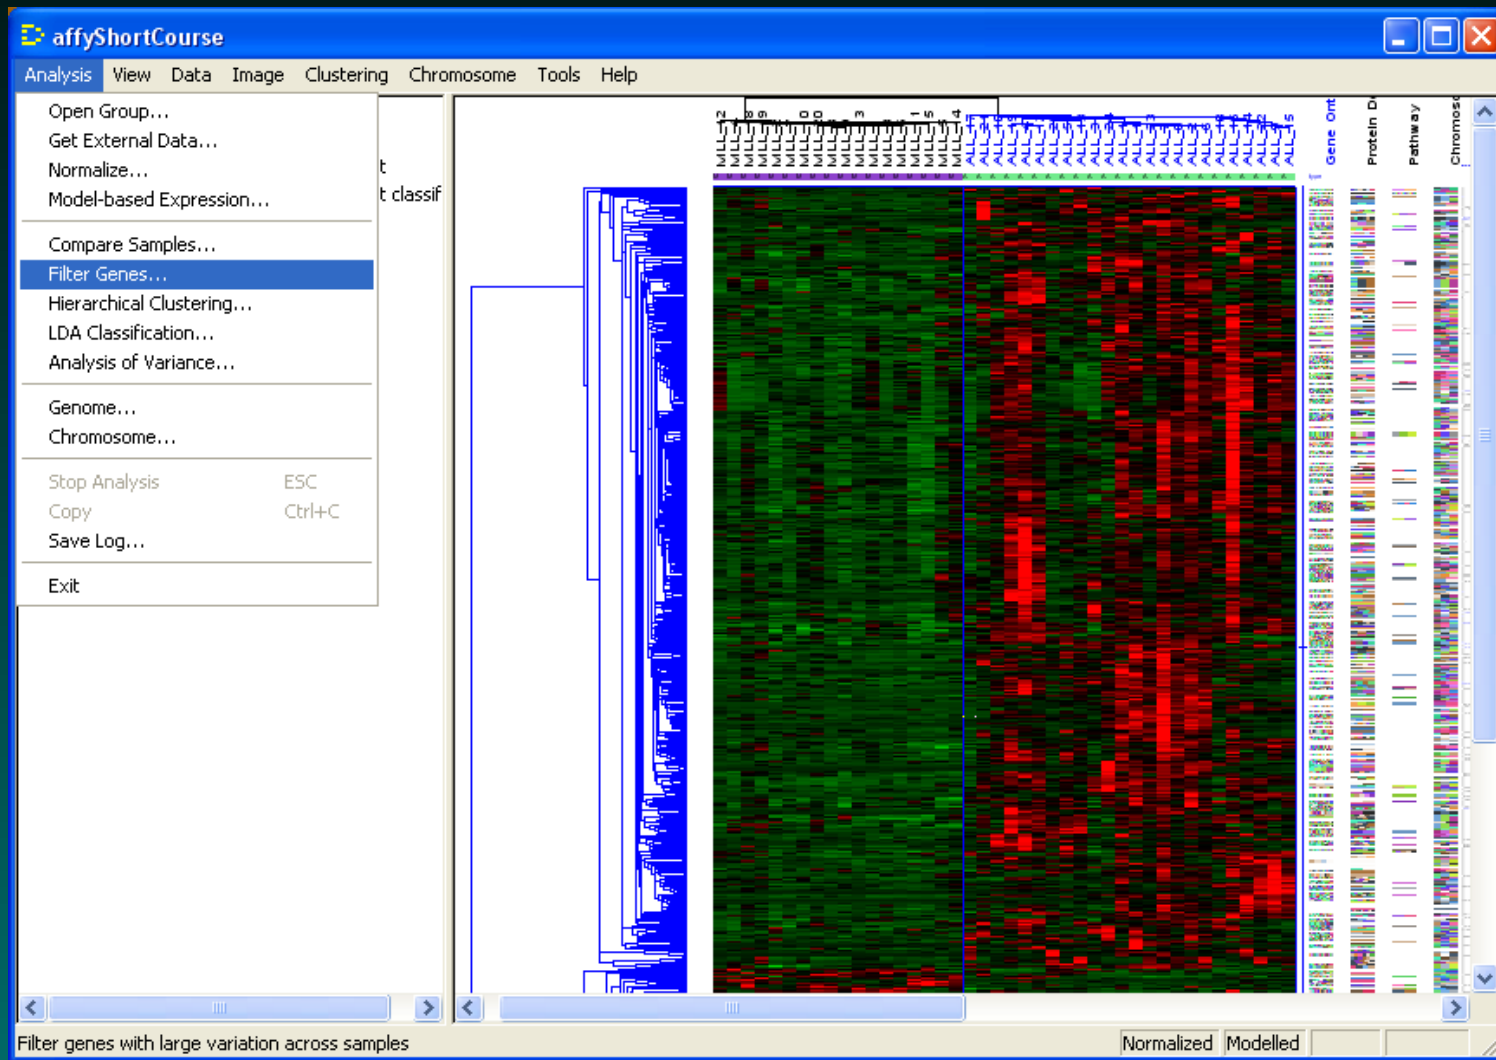 affyShortCourse
Analysis View Data Image Clustering Chromosome Tools Help
Open Group...
Get External Data...
Normalize...
Model-based Expression...
Compare Samples...
Filter Genes...
Hierarchical Clustering...
LDA Classification...
Analysis of Variance...
Genome...
Chromosome...
Stop Analysis ESC
Copy Ctrl+C
Save Log...
Exit
t
t classif
Gene Ont
Protein D
Pathway
Chromos
Filter genes with large variation across samples
Normalized Modelled